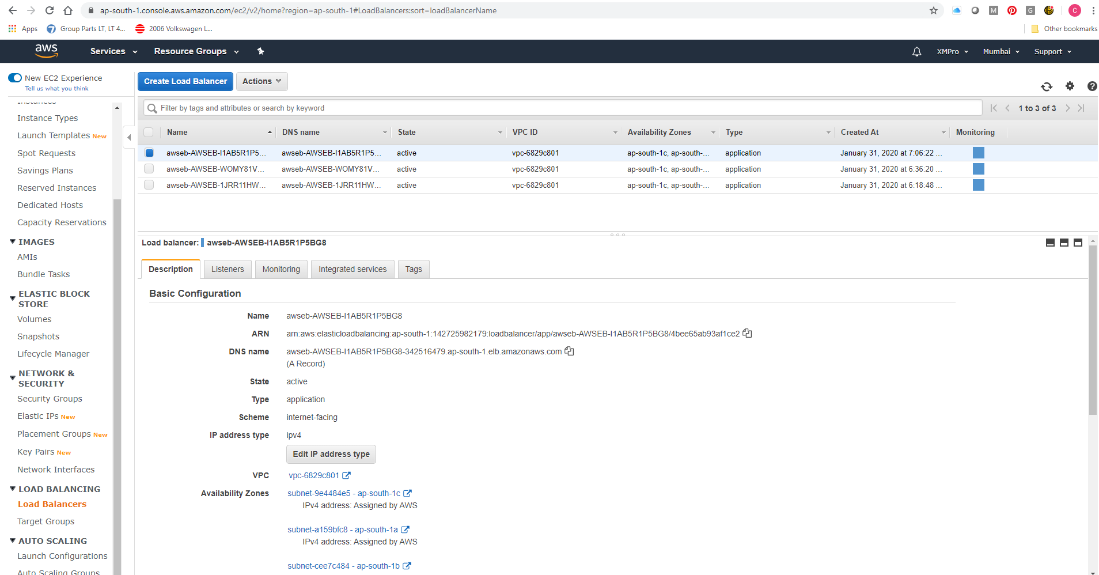 ap-south-1.console.aws.amazon.com/ec2/v2/home?region=ap-south-1#LoadBalancers:sort=loadBalancerName
Apps Group Parts LT, LT 4... 2006 Volkswagen L... Other bookmarks
aws Services Resource Groups XMPro Mumbai Support
New EC2 Experience
Tell us what you think
Instances
Instance Types
Launch Templates New
Spot Requests
Savings Plans
Reserved Instances
Dedicated Hosts
Capacity Reservations
IMAGES
AMIs
Bundle Tasks
ELASTIC BLOCK
STORE
Volumes
Snapshots
Lifecycle Manager
NETWORK &
SECURITY
Security Groups
Elastic IPs New
Placement Groups New
Key Pairs New
Network Interfaces
LOAD BALANCING
Load Balancers
Target Groups
AUTO SCALING
Launch Configurations
Auto Scaling Groups
Create Load Balancer Actions
Filter by tags and attributes or search by keyword 1 to 3 of 3
Name DNS name State VPC ID Availability Zones Type Created At Monitoring
awseb-AWSEB-I1AB5R1P5... awseb-AWSEB-I1AB5R1P5... active vpc-6829c801 ap-south-1c, ap-south-... application January 31, 2020 at 7:06:22 ...
awseb-AWSEB-WOMY81V... awseb-AWSEB-WOMY81V... active vpc-6829c801 ap-south-1c, ap-south-... application January 31, 2020 at 6:36:20 ...
awseb-AWSEB-1JRR11HW... awseb-AWSEB-1JRR11HW... active vpc-6829c801 ap-south-1c, ap-south-... application January 31, 2020 at 6:18:48 ...
Load balancer: awseb-AWSEB-I1AB5R1P5BG8
Description Listeners Monitoring Integrated services Tags
Basic Configuration
Name awseb-AWSEB-I1AB5R1P5BG8
ARN arn:aws:elasticloadbalancing:ap-south-1:142725982179:loadbalancer/app/awseb-AWSEB-I1AB5R1P5BG8/4bee65ab93af1ce2
DNS name awseb-AWSEB-I1AB5R1P5BG8-342516479.ap-south-1.elb.amazonaws.com
(A Record)
State active
Type application
Scheme internet-facing
IP address type ipv4
Edit IP address type
VPC vpc-6829c801
Availability Zones subnet-9e4484e5 - ap-south-1c
IPv4 address: Assigned by AWS
subnet-a159bfc8 - ap-south-1a
IPv4 address: Assigned by AWS
subnet-cee7c484 - ap-south-1b